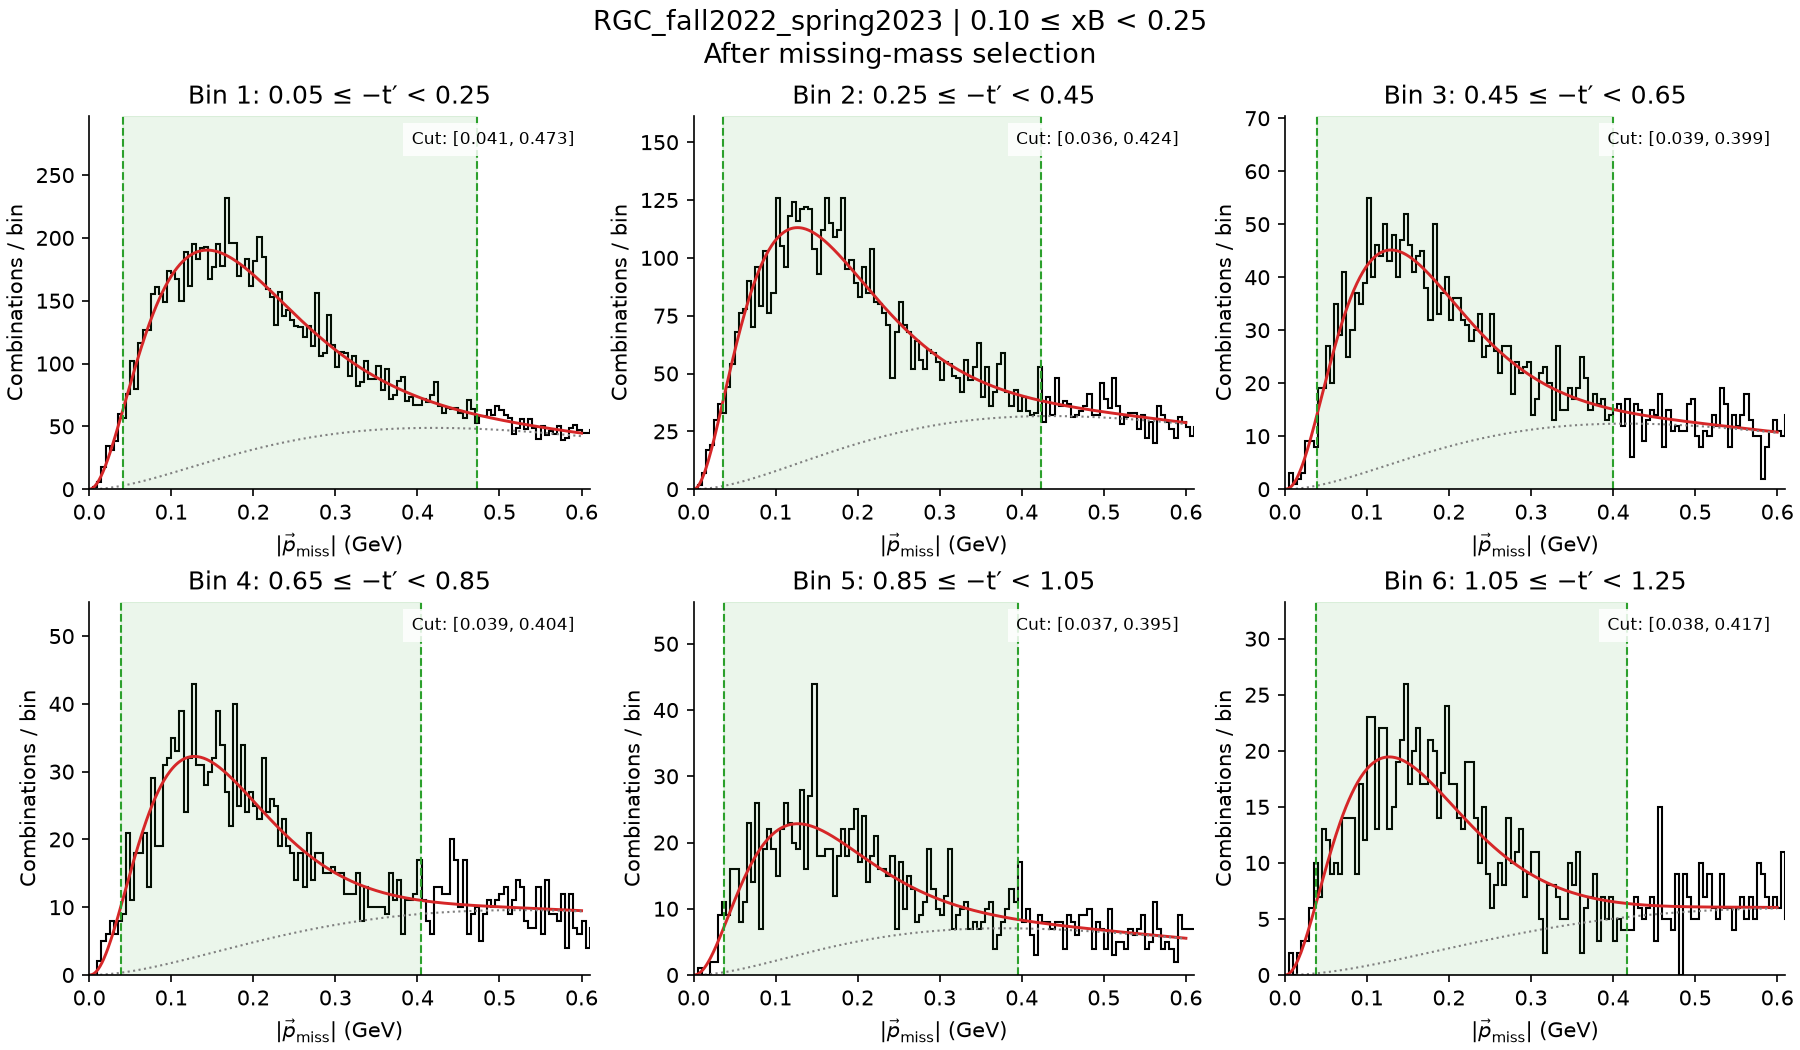 RGC_fall2022_spring2023 | 0.10 ≤ xB < 0.25
After missing-mass selection
Bin 1: 0.05 ≤ −t′ < 0.25
Cut: [0.041, 0.473]
Combinations / bin
250
200
150
100
50
0
0.0 0.1 0.2 0.3 0.4 0.5 0.6
|p⃗miss| (GeV)
Bin 2: 0.25 ≤ −t′ < 0.45
Cut: [0.036, 0.424]
Combinations / bin
150
125
100
75
50
25
0
0.0 0.1 0.2 0.3 0.4 0.5 0.6
|p⃗miss| (GeV)
Bin 3: 0.45 ≤ −t′ < 0.65
Cut: [0.039, 0.399]
Combinations / bin
70
60
50
40
30
20
10
0
0.0 0.1 0.2 0.3 0.4 0.5 0.6
|p⃗miss| (GeV)
Bin 4: 0.65 ≤ −t′ < 0.85
Cut: [0.039, 0.404]
Combinations / bin
50
40
30
20
10
0
0.0 0.1 0.2 0.3 0.4 0.5 0.6
|p⃗miss| (GeV)
Bin 5: 0.85 ≤ −t′ < 1.05
Cut: [0.037, 0.395]
Combinations / bin
50
40
30
20
10
0
0.0 0.1 0.2 0.3 0.4 0.5 0.6
|p⃗miss| (GeV)
Bin 6: 1.05 ≤ −t′ < 1.25
Cut: [0.038, 0.417]
Combinations / bin
30
25
20
15
10
5
0
0.0 0.1 0.2 0.3 0.4 0.5 0.6
|p⃗miss| (GeV)